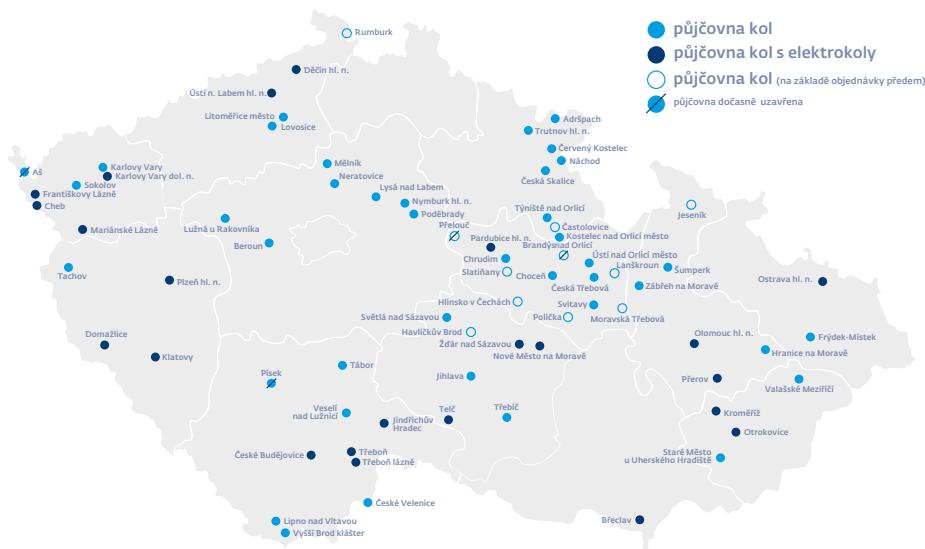 půjčovna kol
půjčovna kol s elektrokoly
půjčovna kol (na základě objednávky předem)
půjčovna dočasně uzavřena
Rumburk
Děčín hl. n.
Ústí n. Labem hl. n.
Litoměřice město
Lovosice
Adršpach
Trutnov hl. n.
Červený Kostelec
Náchod
Česká Skalice
Aš
Karlovy Vary
Karlovy Vary dol. n.
Sokolov
Františkovy Lázně
Cheb
Mariánské Lázně
Mělník
Neratovice
Lysá nad Labem
Nymburk hl. n.
Poděbrady
Lužná u Rakovníka
Beroun
Přelouč
Pardubice hl. n.
Chrudim
Slatiňany
Týniště nad Orlicí
Častolovice
Kostelec nad Orlicí město
Brandýsnad Orlicí
Ústí nad Orlicí město
Lanškroun
Choceň
Česká Třebová
Jeseník
Šumperk
Zábřeh na Moravě
Tachov
Plzeň hl. n.
Ostrava hl. n.
Hlinsko v Čechách
Svitavy
Polička
Moravská Třebová
Světlá nad Sázavou
Havlíčkův Brod
Žďár nad Sázavou
Nové Město na Moravě
Domažlice
Klatovy
Olomouc hl. n.
Frýdek-Místek
Hranice na Moravě
Valašské Meziříčí
Přerov
Písek
Tábor
Jihlava
Veselí
nad Lužnicí
Jindřichův
Hradec
Telč
Třebíč
Kroměříž
Otrokovice
České Budějovice
Třeboň
Třeboň lázně
Staré Město
u Uherského Hradiště
České Velenice
Lipno nad Vltavou
Vyšší Brod klášter
Břeclav